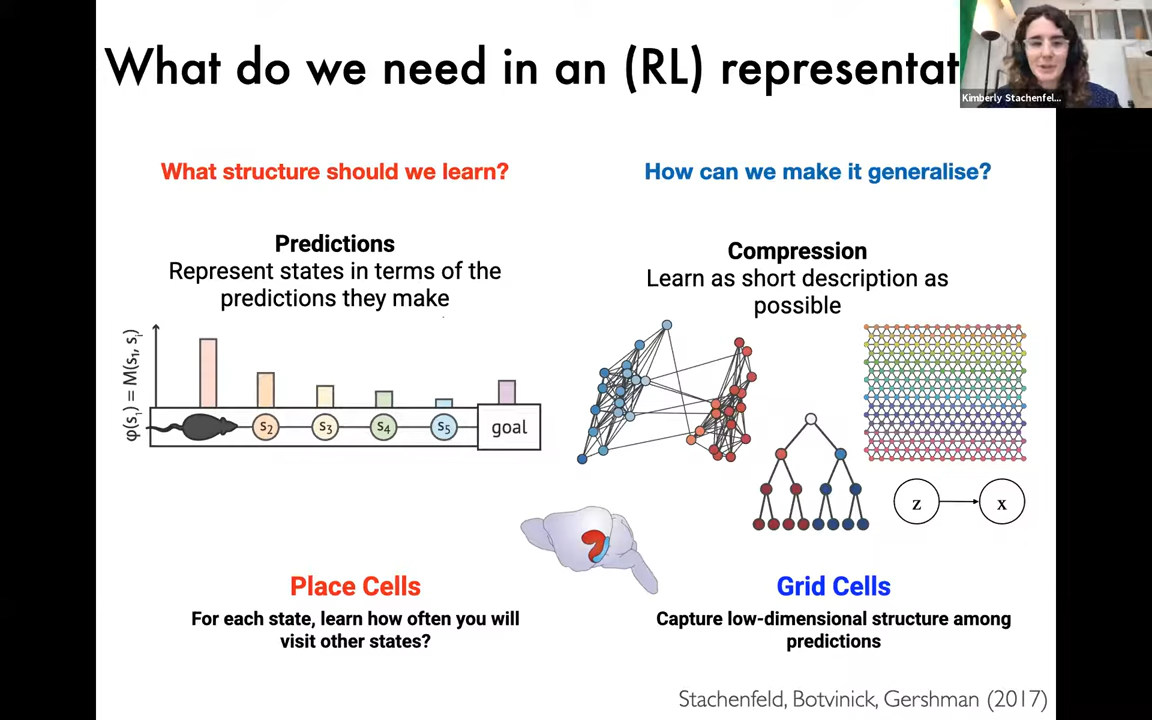 What do we need in an (RL) representat
Kimberly Stachenfel...
What structure should we learn?
How can we make it generalise?
Predictions
Represent states in terms of the
predictions they make
Compression
Learn as short description as
possible
φ(s₁) = M(s₁, sᵢ)
s₂
s₃
s₄
s₅
goal
z
x
Place Cells
For each state, learn how often you will
visit other states?
Grid Cells
Capture low-dimensional structure among
predictions
Stachenfeld, Botvinick, Gershman (2017)